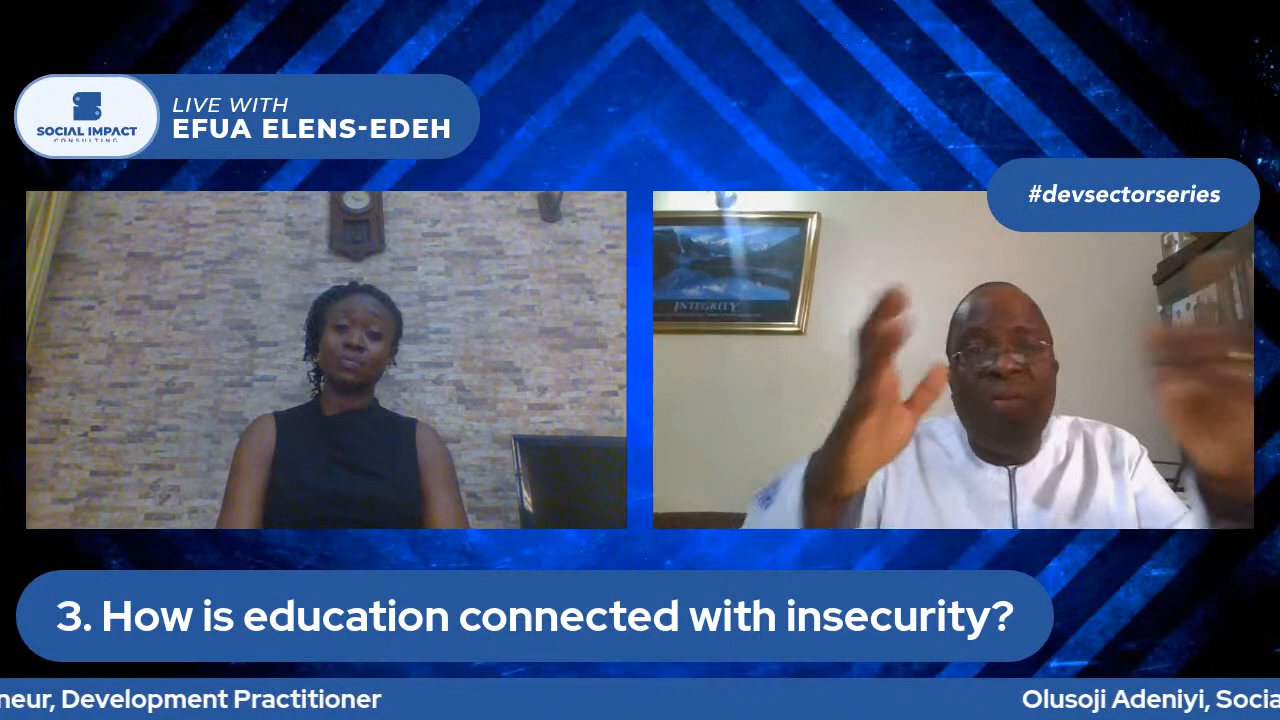 LIVE WITH
EFUA ELENS-EDEH
SOCIAL IMPACT
CONSULTING
#devsectorseries
INTEGRITY
3. How is education connected with insecurity?
neur, Development Practitioner
Olusoji Adeniyi, Socia